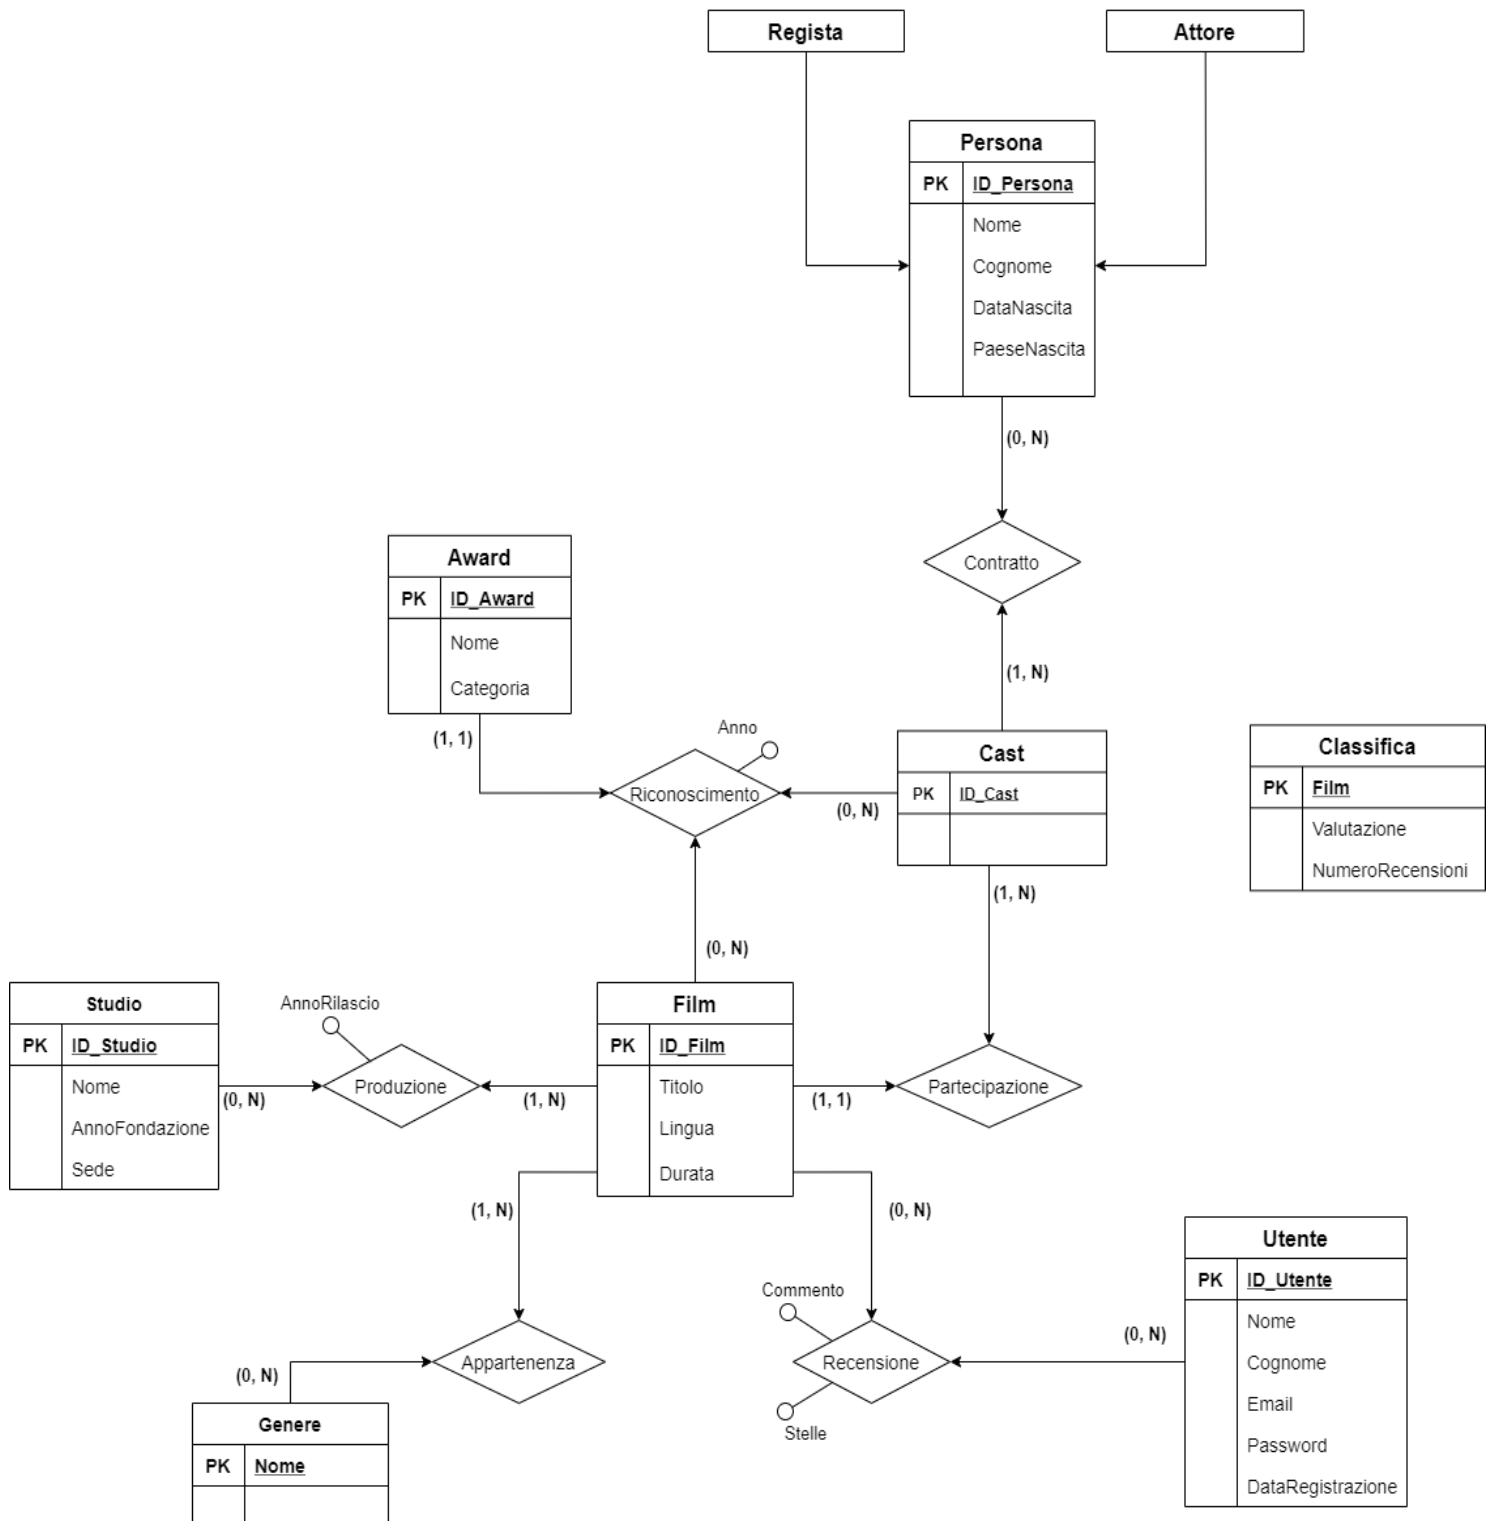 Regista
Attore
Persona
PK ID_Persona
Nome
Cognome
DataNascita
PaeseNascita
(0, N)
Contratto
(1, N)
Award
PK ID_Award
Nome
Categoria
(1, 1)
Anno
Riconoscimento
(0, N)
Cast
PK ID_Cast
(1, N)
Classifica
PK Film
Valutazione
NumeroRecensioni
(0, N)
Studio
PK ID_Studio
Nome
AnnoFondazione
Sede
(0, N)
AnnoRilascio
Produzione
(1, N)
Film
PK ID_Film
Titolo
Lingua
Durata
(1, 1)
Partecipazione
(1, N)
(0, N)
Appartenenza
(0, N)
Genere
PK Nome
Commento
Recensione
Stelle
(0, N)
Utente
PK ID_Utente
Nome
Cognome
Email
Password
DataRegistrazione